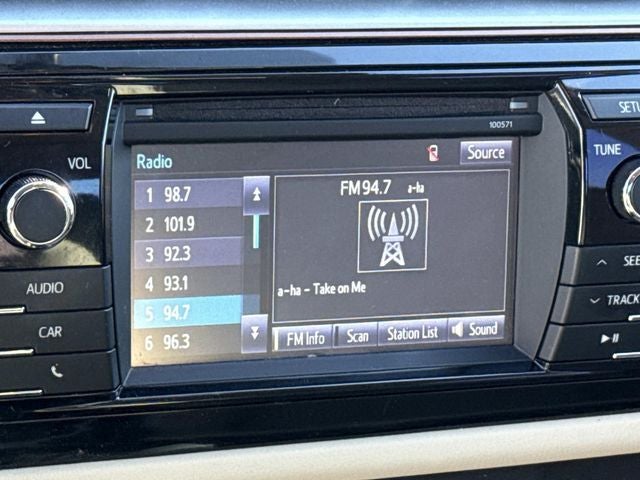 100571
SETU
VOL
TUNE
Radio
Source
1 98.7
2 101.9
3 92.3
4 93.1
5 94.7
6 96.3
FM 94.7 a-ha
a-ha - Take on Me
FM Info
Scan
Station List
Sound
AUDIO
CAR
SEE
TRACK